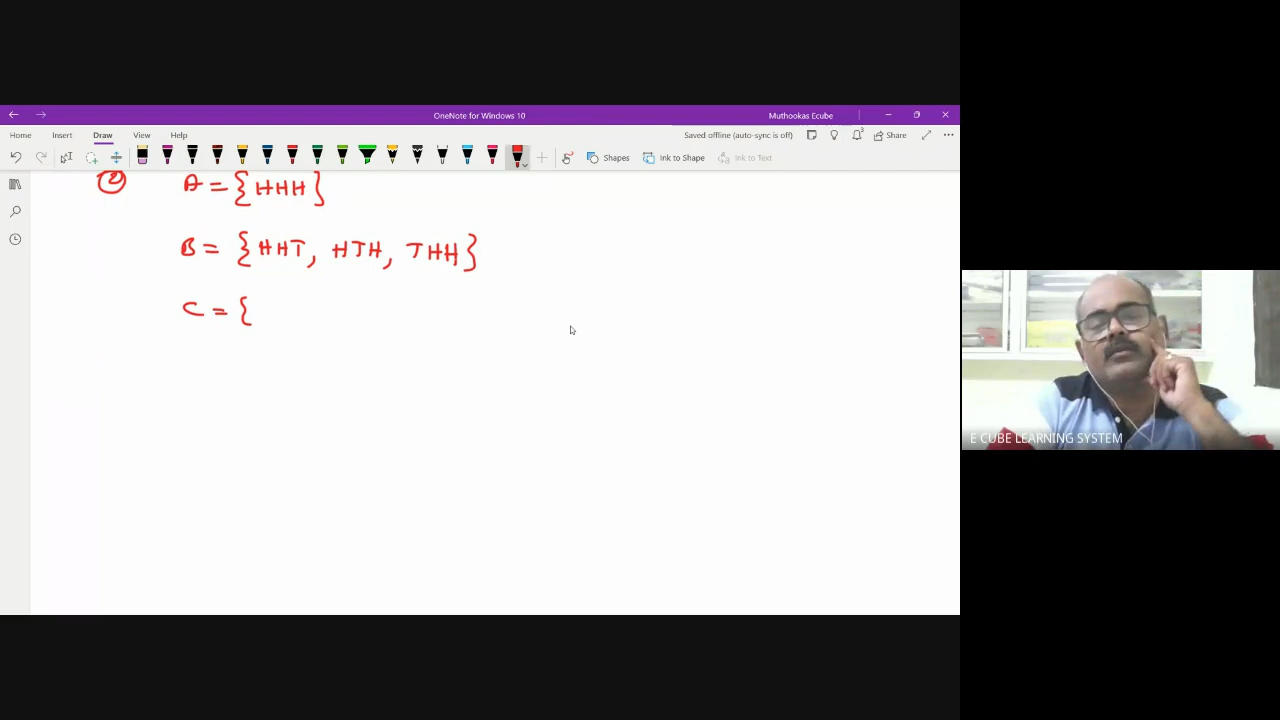 OneNote for Windows 10
Muthookas Ecube
Home Insert Draw View Help
Saved offline (auto-sync is off)
3
Share
Shapes
Ink to Shape
Ink to Text
② A = {HHH}
B = {HHT, HTH, THH}
C = {
E CUBE LEARNING SYSTEM